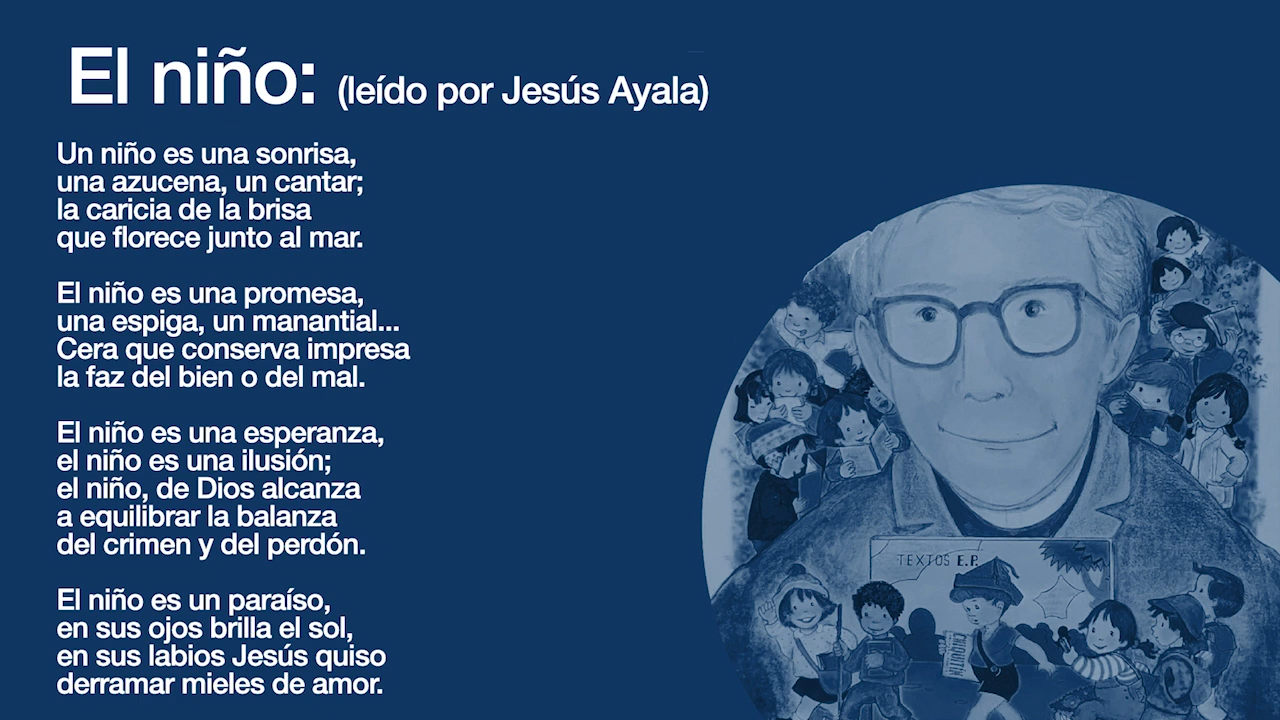 El niño: (leído por Jesús Ayala)
Un niño es una sonrisa,
una azucena, un cantar;
la caricia de la brisa
que florece junto al mar.
El niño es una promesa,
una espiga, un manantial...
Cera que conserva impresa
la faz del bien o del mal.
El niño es una esperanza,
el niño es una ilusión;
el niño, de Dios alcanza
a equilibrar la balanza
del crimen y del perdón.
El niño es un paraíso,
en sus ojos brilla el sol,
en sus labios Jesús quiso
derramar mieles de amor.
TEXTOS E.P.
CHIQUITIN